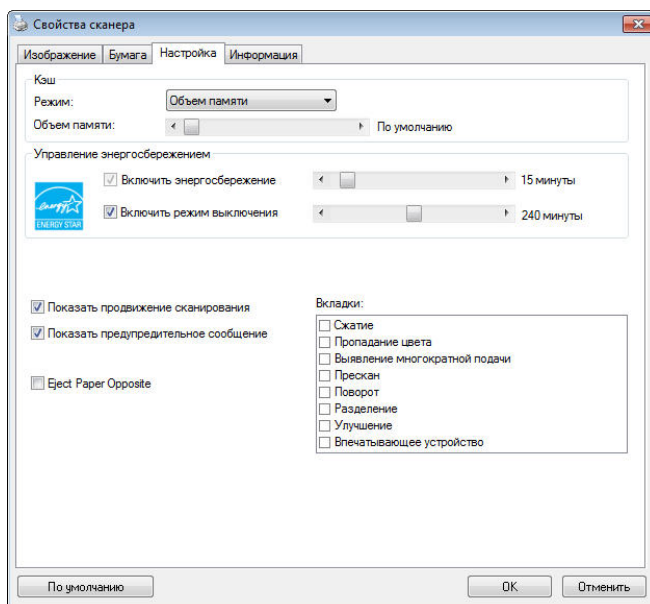 Свойства сканера
Изображение Бумага Настройка Информация
Кэш
Режим: Объем памяти
Объем памяти: По умолчанию
Управление энергосбережением
Включить энергосбережение 15 минуты
Включить режим выключения 240 минуты
energy
ENERGY STAR
Показать продвижение сканирования
Показать предупредительное сообщение
Eject Paper Opposite
Вкладки:
Сжатие
Пропадание цвета
Выявление многократной подачи
Прескан
Поворот
Разделение
Улучшение
Впечатывающее устройство
По умолчанию OK Отменить